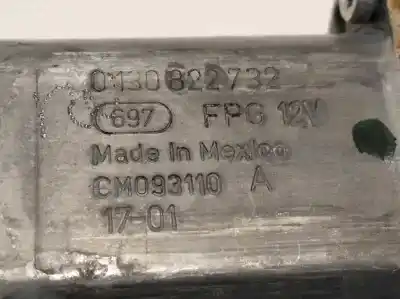 0130822732
697 FPG 12V
Made In Mexico
CM093110 A
17-01